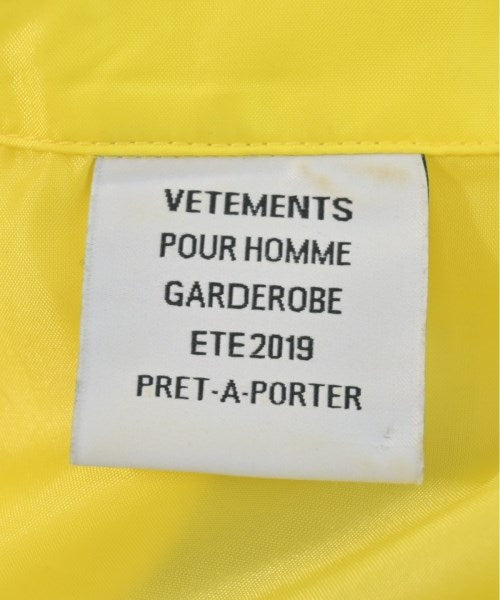 VETEMENTS
POUR HOMME
GARDEROBE
ETE 2019
PRET-A-PORTER